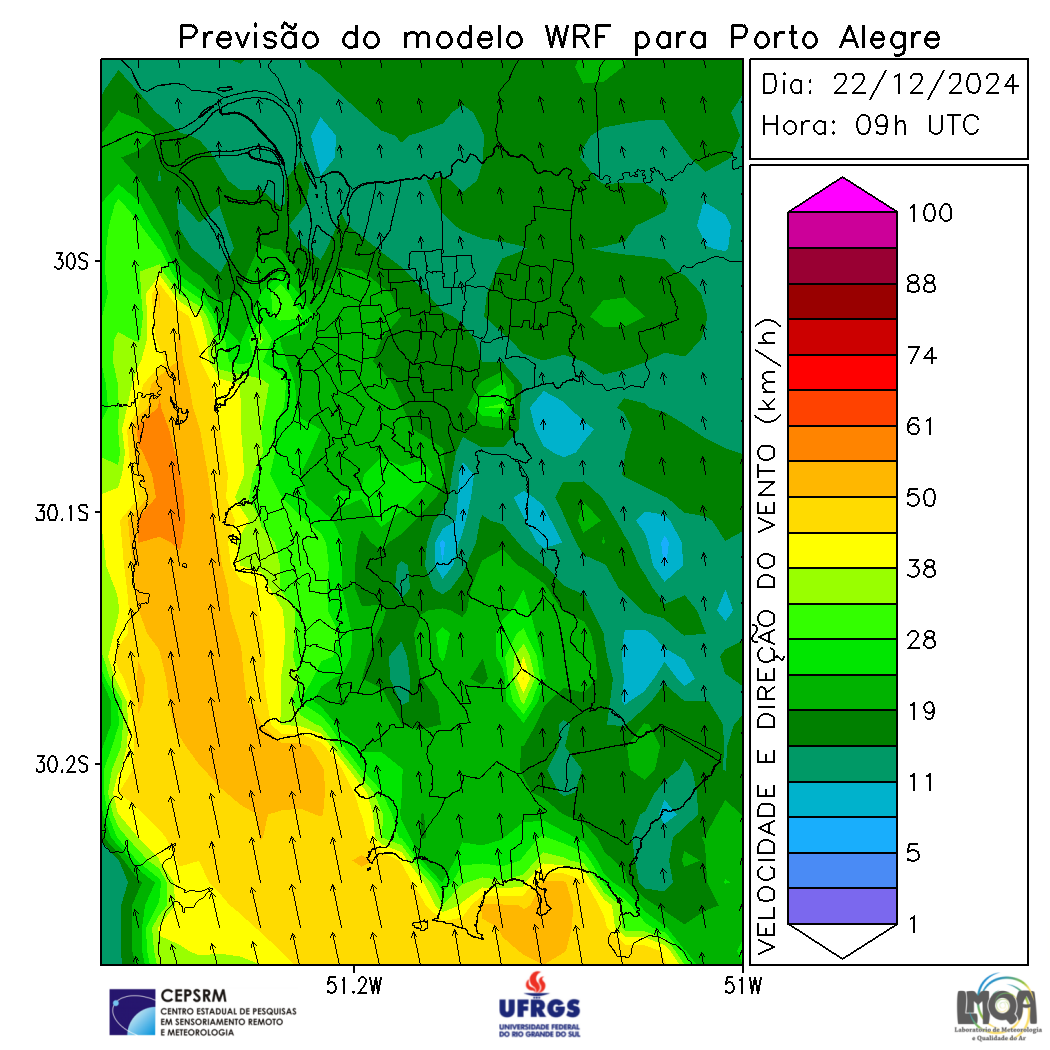 Previsão do modelo WRF para Porto Alegre
Dia: 22/12/2024
Hora: 09h UTC
100
88
74
61
50
38
28
19
11
5
1
VELOCIDADE E DIREÇÃO DO VENTO (km/h)
30S
30.1S
30.2S
51.2W
51W
CEPSRM
CENTRO ESTADUAL DE PESQUISAS
EM SENSORIAMENTO REMOTO
E METEOROLOGIA
UFRGS
UNIVERSIDADE FEDERAL
DO RIO GRANDE DO SUL
LMQA
Laboratório de Meteorologia
e Qualidade do Ar